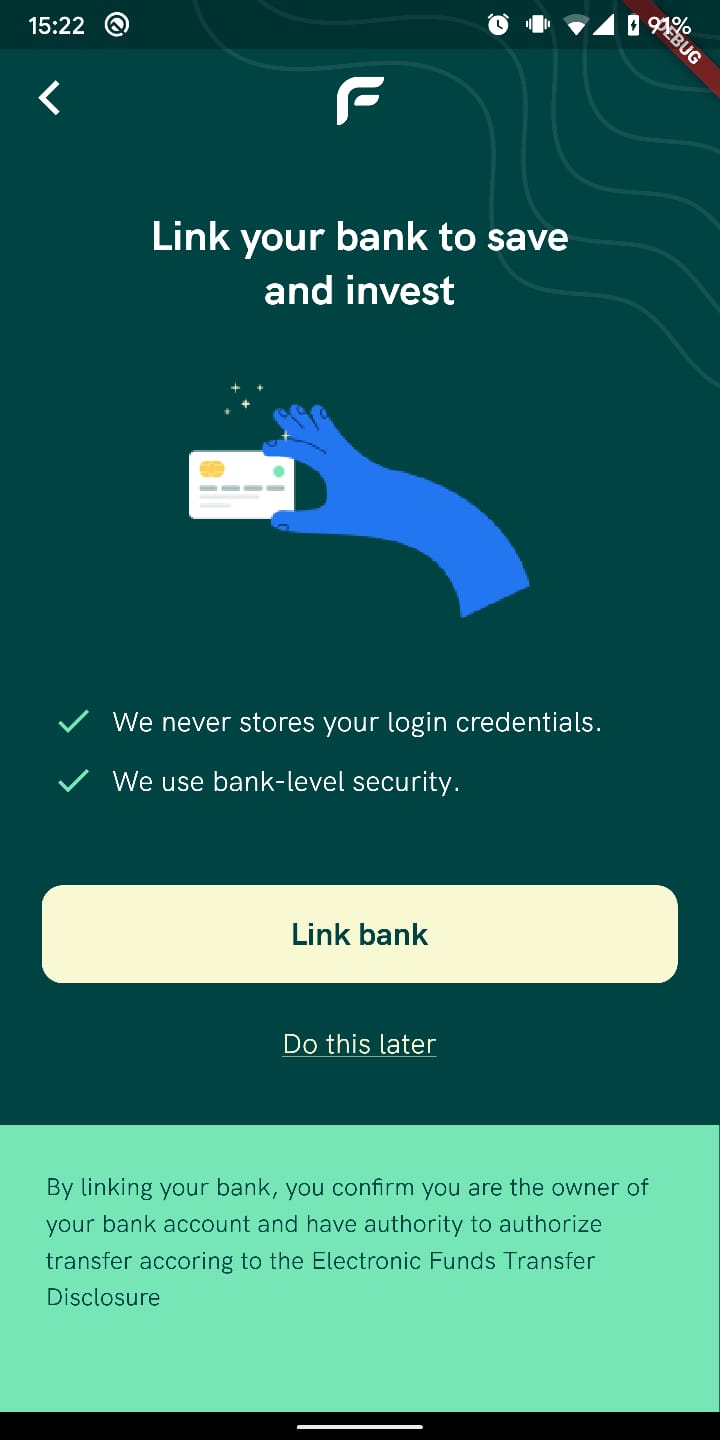 15:22
91%
DEBUG
Link your bank to save
and invest
We never stores your login credentials.
We use bank-level security.
Link bank
Do this later
By linking your bank, you confirm you are the owner of
your bank account and have authority to authorize
transfer accoring to the Electronic Funds Transfer
Disclosure